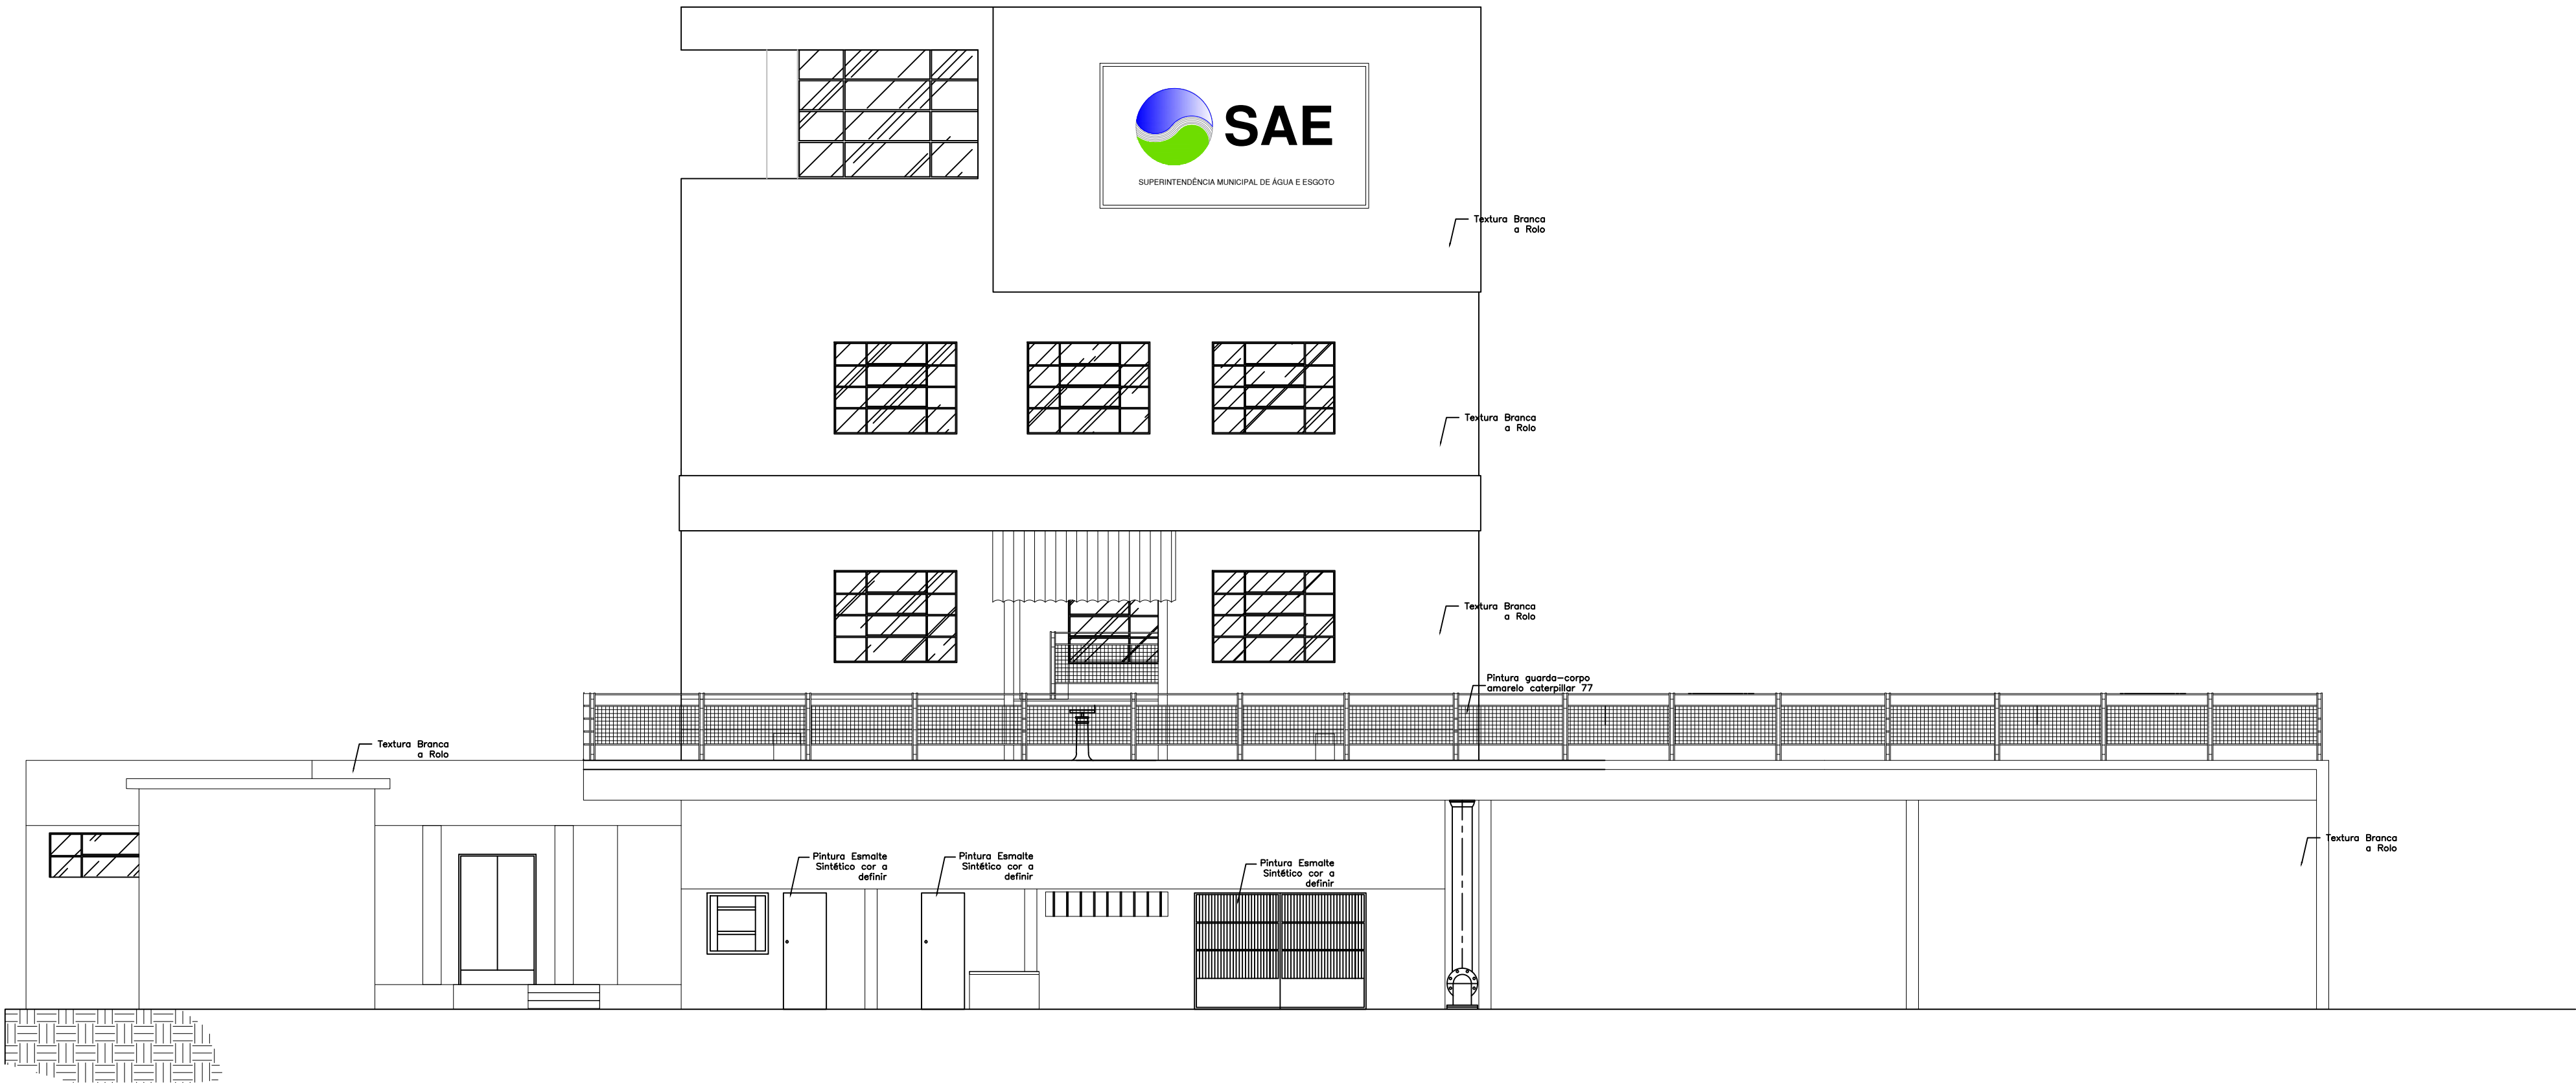 SAE
SUPERINTENDÊNCIA MUNICIPAL DE ÁGUA E ESGOTO
Textura Branca
a Rolo
Textura Branca
a Rolo
Textura Branca
a Rolo
Pintura guarda-corpo
amarelo caterpillar 77
Textura Branca
a Rolo
Textura Branca
a Rolo
Pintura Esmalte
Sintético cor a
definir
Pintura Esmalte
Sintético cor a
definir
Pintura Esmalte
Sintético cor a
definir